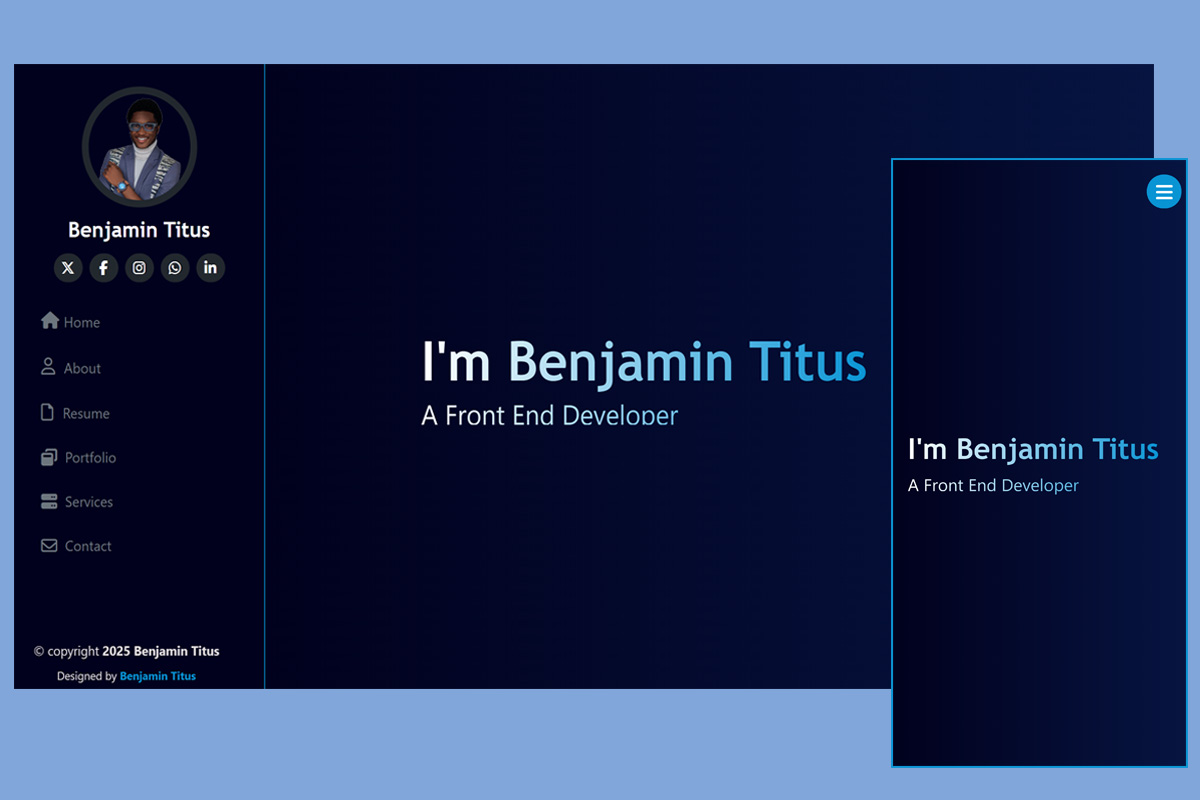 Benjamin Titus
Home
About
Resume
Portfolio
Services
Contact
© copyright 2025 Benjamin Titus
Designed by Benjamin Titus
I'm Benjamin Titus
A Front End Developer
I'm Benjamin Titus
A Front End Developer